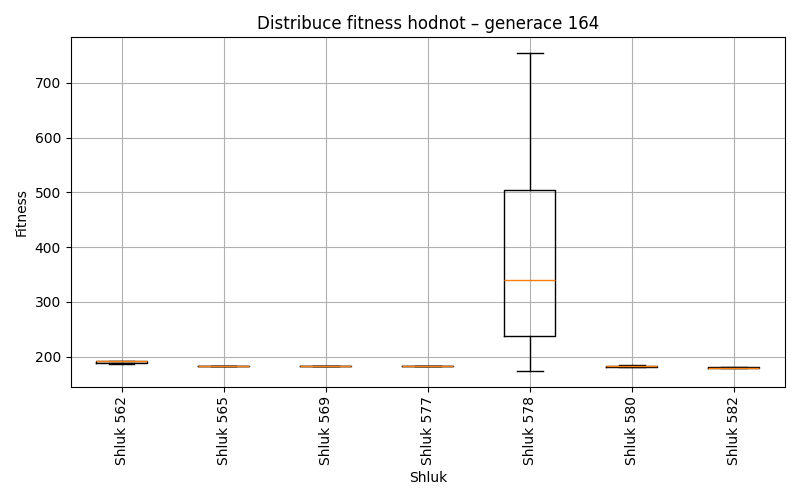 Distribuce fitness hodnot – generace 164
700
600
500
400
300
200
Fitness
Shluk 562
Shluk 565
Shluk 569
Shluk 577
Shluk 578
Shluk 580
Shluk 582
Shluk